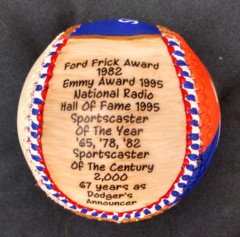 Ford Frick Award
1982
Emmy Award 1995
National Radio
Hall Of Fame 1995
Sportscaster
Of The Year
'65, '78, '82
Sportscaster
Of The Century
2,000
67 years as
Dodger's
Announcer